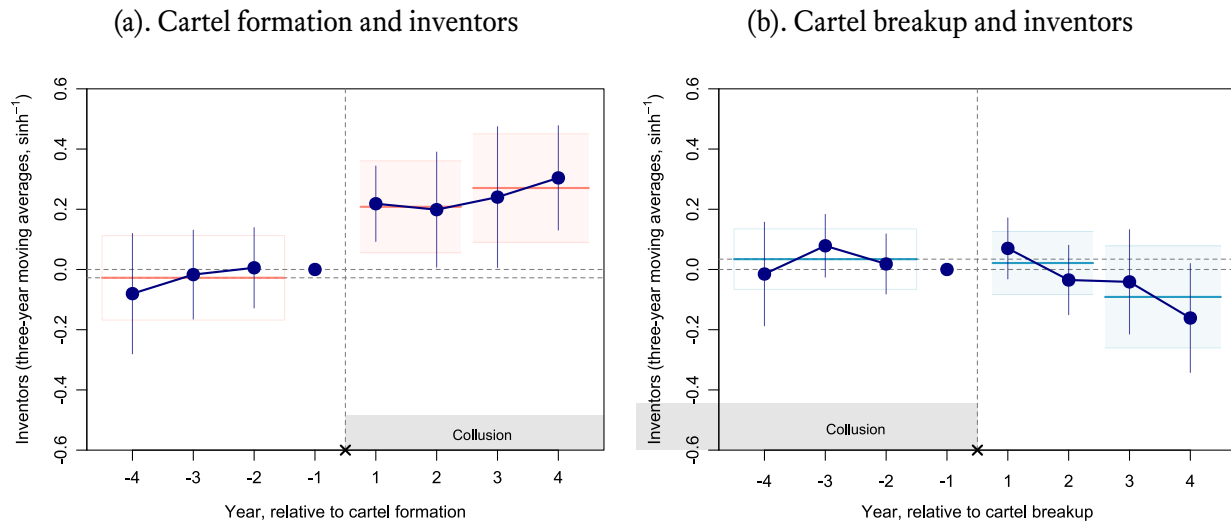 (a). Cartel formation and inventors
Inventors (three-year moving averages, sinh⁻¹)
0.6
0.4
0.2
0.0
-0.2
-0.4
-0.6
Collusion
-4 -3 -2 -1 1 2 3 4
Year, relative to cartel formation
(b). Cartel breakup and inventors
Inventors (three-year moving averages, sinh⁻¹)
0.6
0.4
0.2
0.0
-0.2
-0.4
-0.6
Collusion
-4 -3 -2 -1 1 2 3 4
Year, relative to cartel breakup